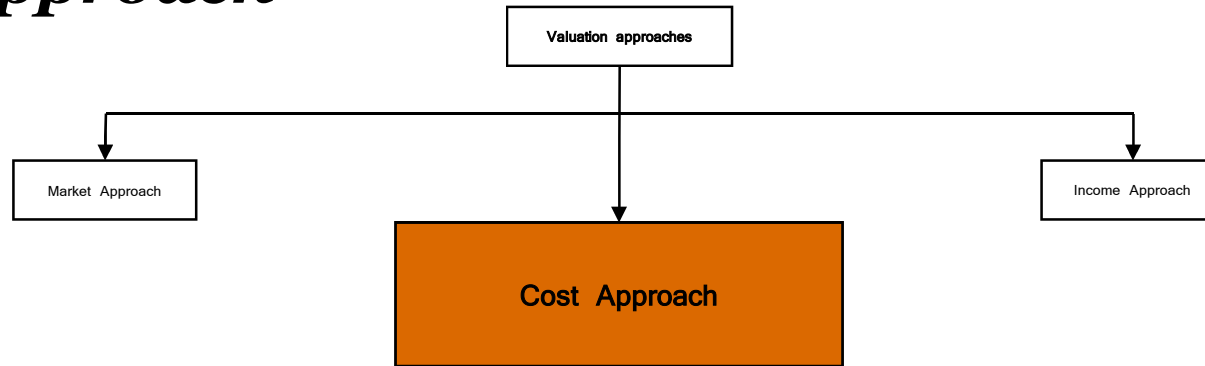 Valuation approaches
Market Approach
Income Approach
Cost Approach